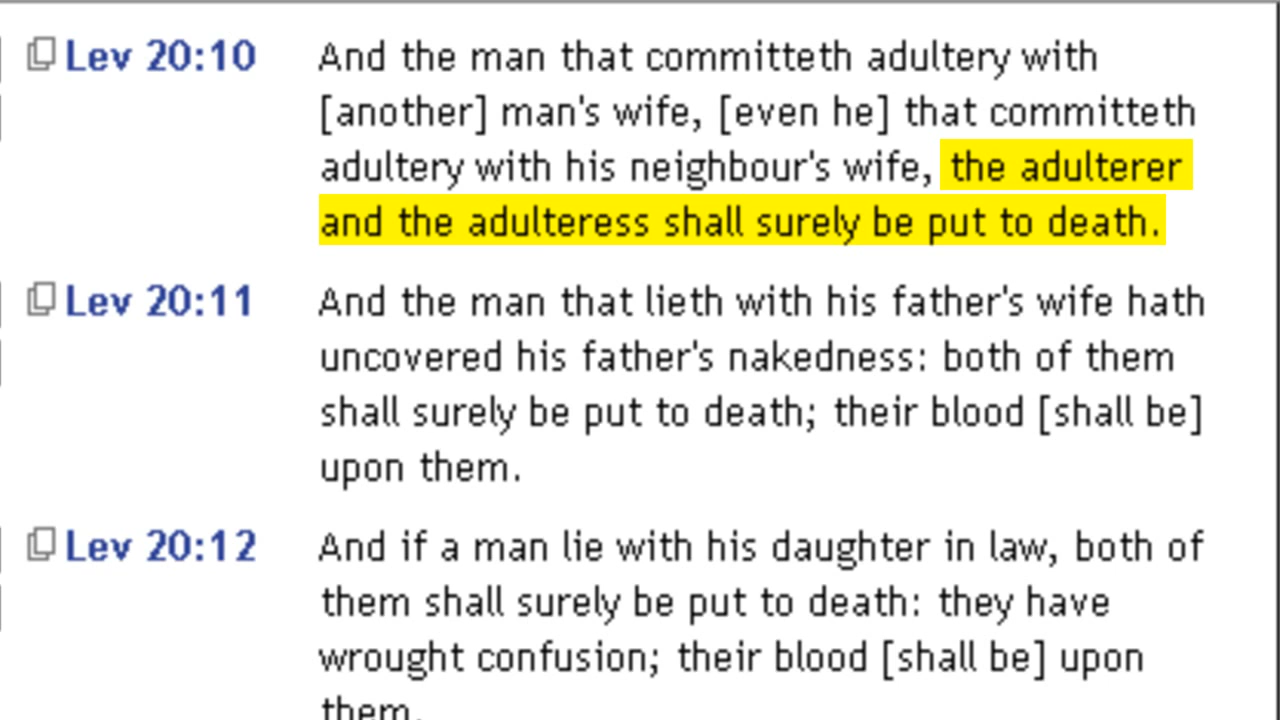 Lev 20:10 And the man that committeth adultery with
[another] man's wife, [even he] that committeth
adultery with his neighbour's wife, the adulterer
and the adulteress shall surely be put to death.
Lev 20:11 And the man that lieth with his father's wife hath
uncovered his father's nakedness: both of them
shall surely be put to death; their blood [shall be]
upon them.
Lev 20:12 And if a man lie with his daughter in law, both of
them shall surely be put to death: they have
wrought confusion; their blood [shall be] upon
them.